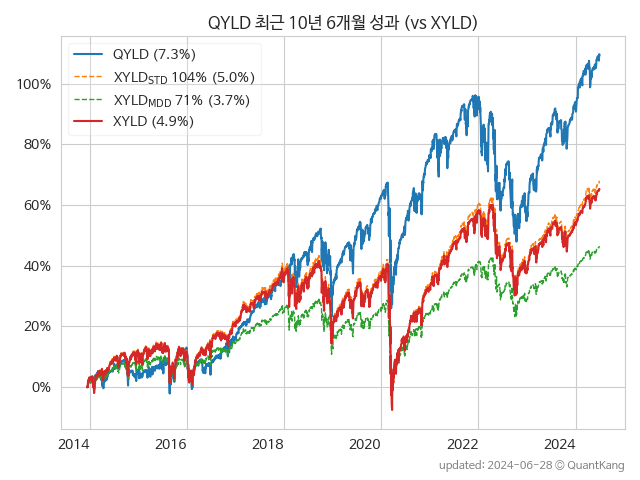 QYLD 최근 10년 6개월 성과 (vs XYLD)
QYLD (7.3%)
XYLD_STD 104% (5.0%)
XYLD_MDD 71% (3.7%)
XYLD (4.9%)
100%
80%
60%
40%
20%
0%
2014 2016 2018 2020 2022 2024
updated: 2024-06-28 © QuantKang